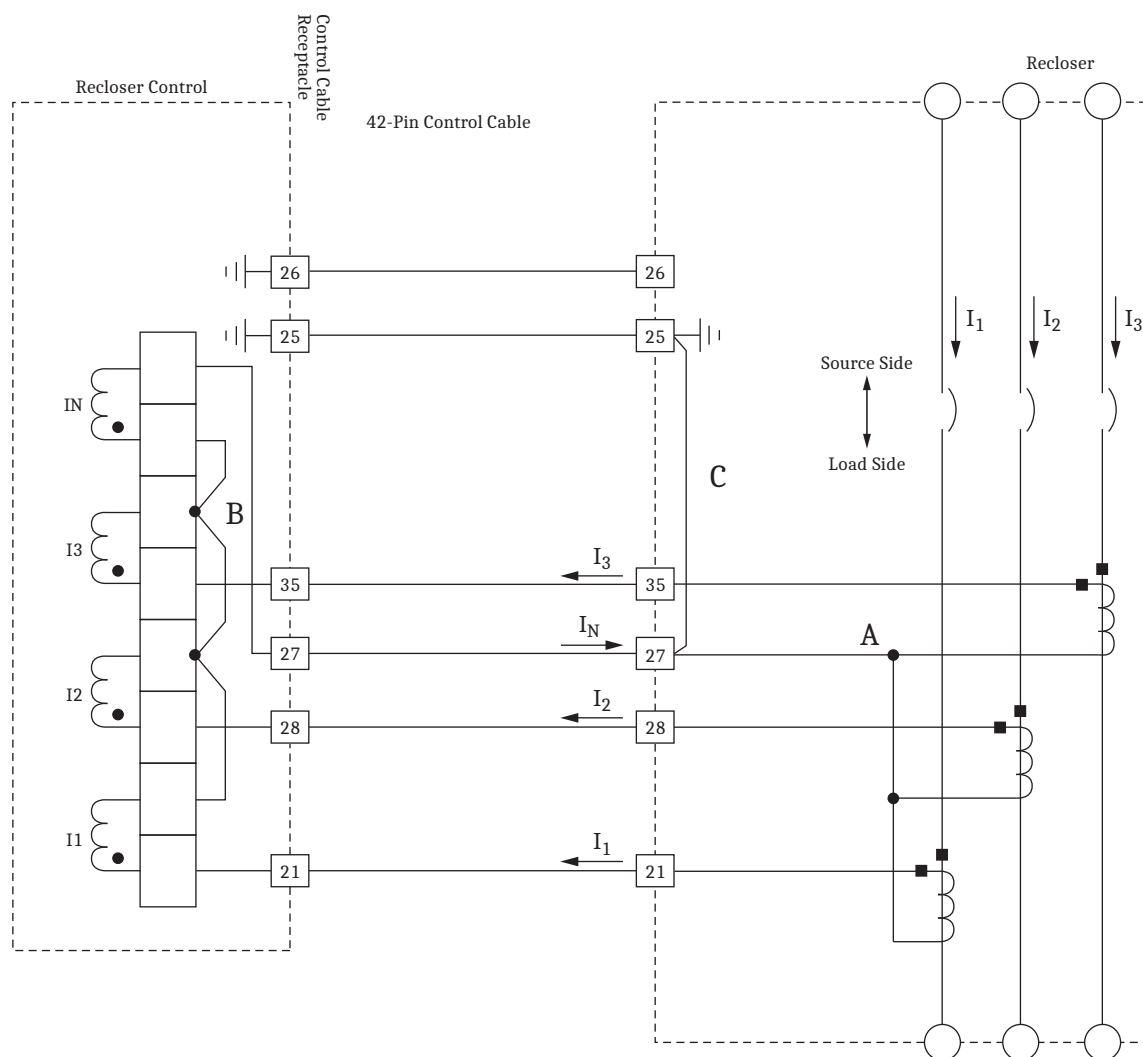 Control Cable
Receptacle
Recloser
Recloser Control
42-Pin Control Cable
26
26
25
25
I1
I2
I3
Source Side
Load Side
IN
C
B
I3
I3
35
35
IN
A
27
27
I2
I2
28
28
I1
I1
21
21